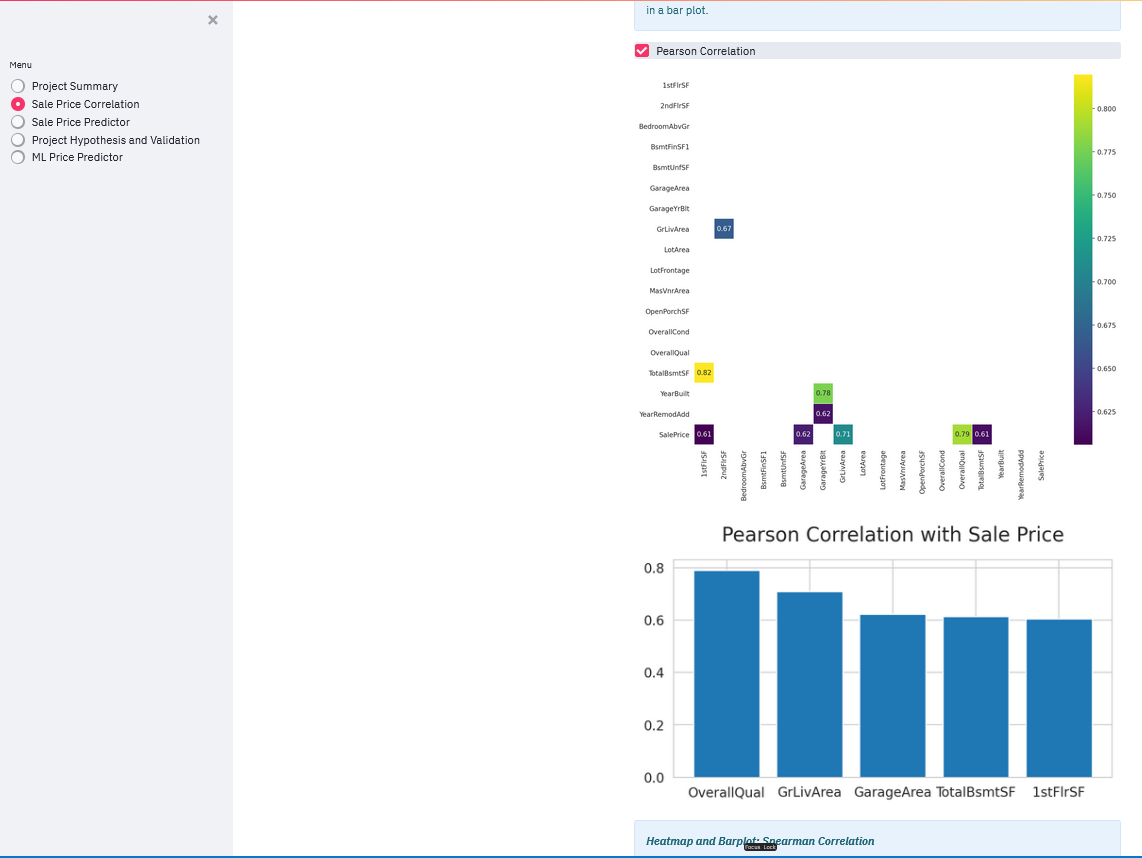 in a bar plot.
×
Menu
Project Summary
Sale Price Correlation
Sale Price Predictor
Project Hypothesis and Validation
ML Price Predictor
Pearson Correlation
1stFlrSF
2ndFlrSF
BedroomAbvGr
BsmtFinSF1
BsmtUnfSF
GarageArea
GarageYrBlt
GrLivArea 0.67
LotArea
LotFrontage
MasVnrArea
OpenPorchSF
OverallCond
OverallQual
TotalBsmtSF 0.82
YearBuilt 0.78
YearRemodAdd 0.62
SalePrice 0.61 0.62 0.71 0.79 0.61
1stFlrSF 2ndFlrSF BedroomAbvGr BsmtFinSF1 BsmtUnfSF GarageArea GarageYrBlt GrLivArea LotArea LotFrontage MasVnrArea OpenPorchSF OverallCond OverallQual TotalBsmtSF YearBuilt YearRemodAdd SalePrice
0.800
0.775
0.750
0.725
0.700
0.675
0.650
0.625
Pearson Correlation with Sale Price
0.8
0.6
0.4
0.2
0.0
OverallQual GrLivArea GarageArea TotalBsmtSF 1stFlrSF
Heatmap and Barplot: Spearman Correlation
Focus Lock